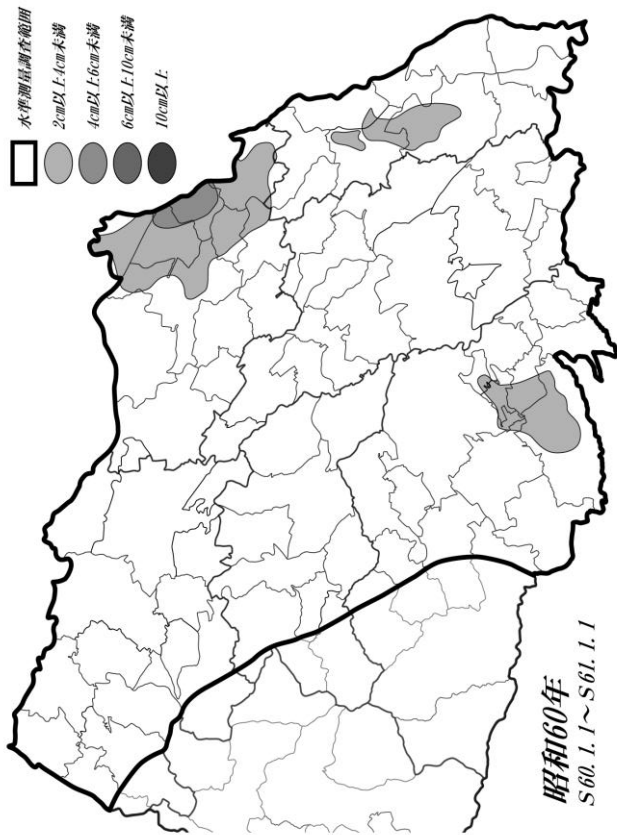 水準測量調査範囲
2cm以上4cm未満
4cm以上6cm未満
6cm以上10cm未満
10cm以上
昭和60年
S60.1.1～S61.1.1